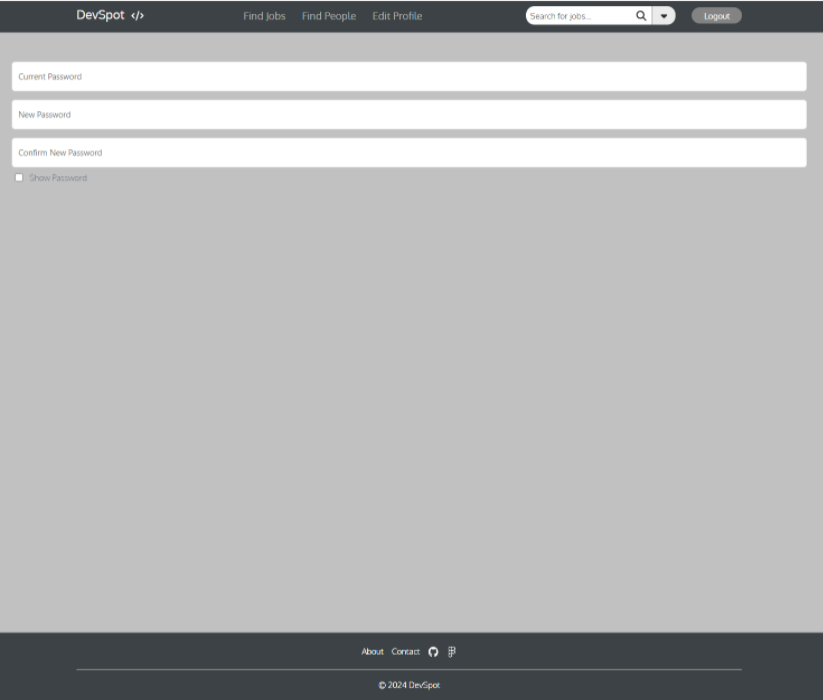 DevSpot </> Find Jobs Find People Edit Profile Search for jobs... Logout
Current Password
New Password
Confirm New Password
Show Password
About Contact
© 2024 DevSpot